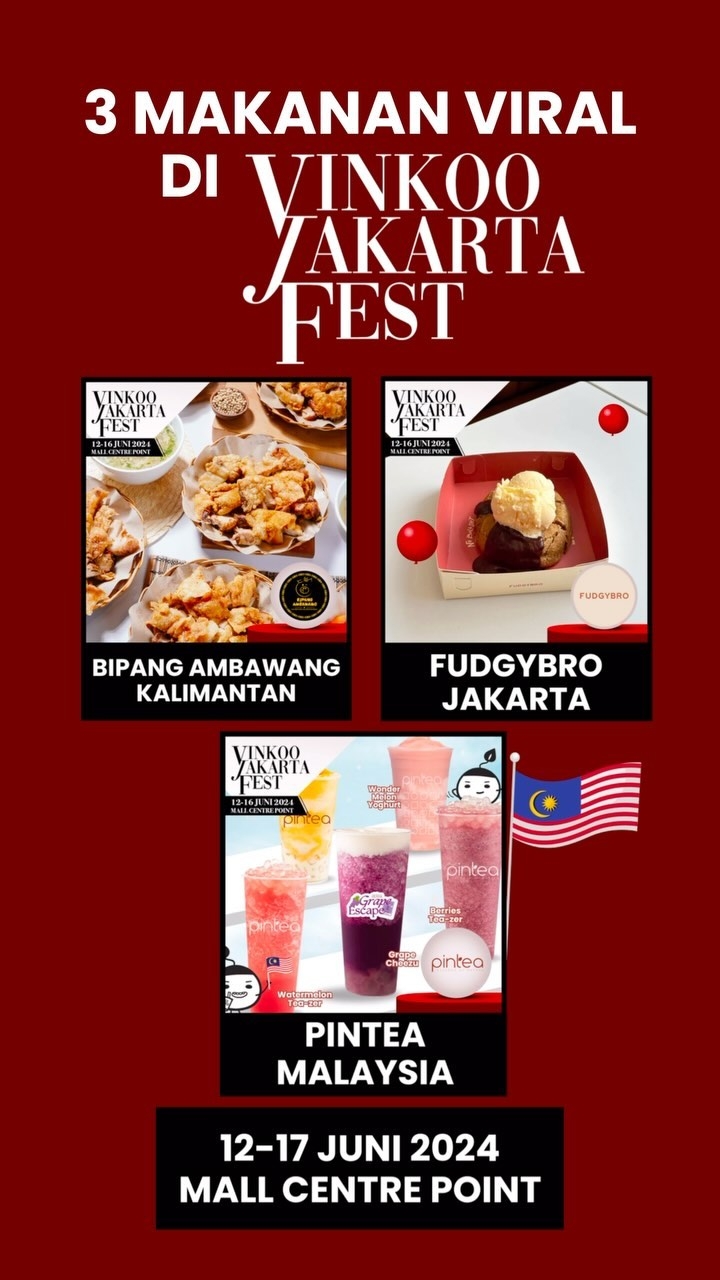 3 MAKANAN VIRAL
DI VINKOO
JAKARTA
FEST
VINKOO
JAKARTA
FEST
12-16 JUNI 2024
MALL CENTRE POINT
BIPANG
AMBAWANG
BIPANG AMBAWANG
KALIMANTAN
VINKOO
JAKARTA
FEST
12-16 JUNI 2024
MALL CENTRE POINT
FUDGYBRO
FUDGYBRO
JAKARTA
VINKOO
JAKARTA
FEST
12-16 JUNI 2024
MALL CENTRE POINT
pintea
pintea
Wonder
Melon
Yoghurt
pintea
Berries
Tea-zer
pintea
Grape
Escape
Grape
Cheezu
pintea
Watermelon
Tea-zer
PINTEA
MALAYSIA
12-17 JUNI 2024
MALL CENTRE POINT